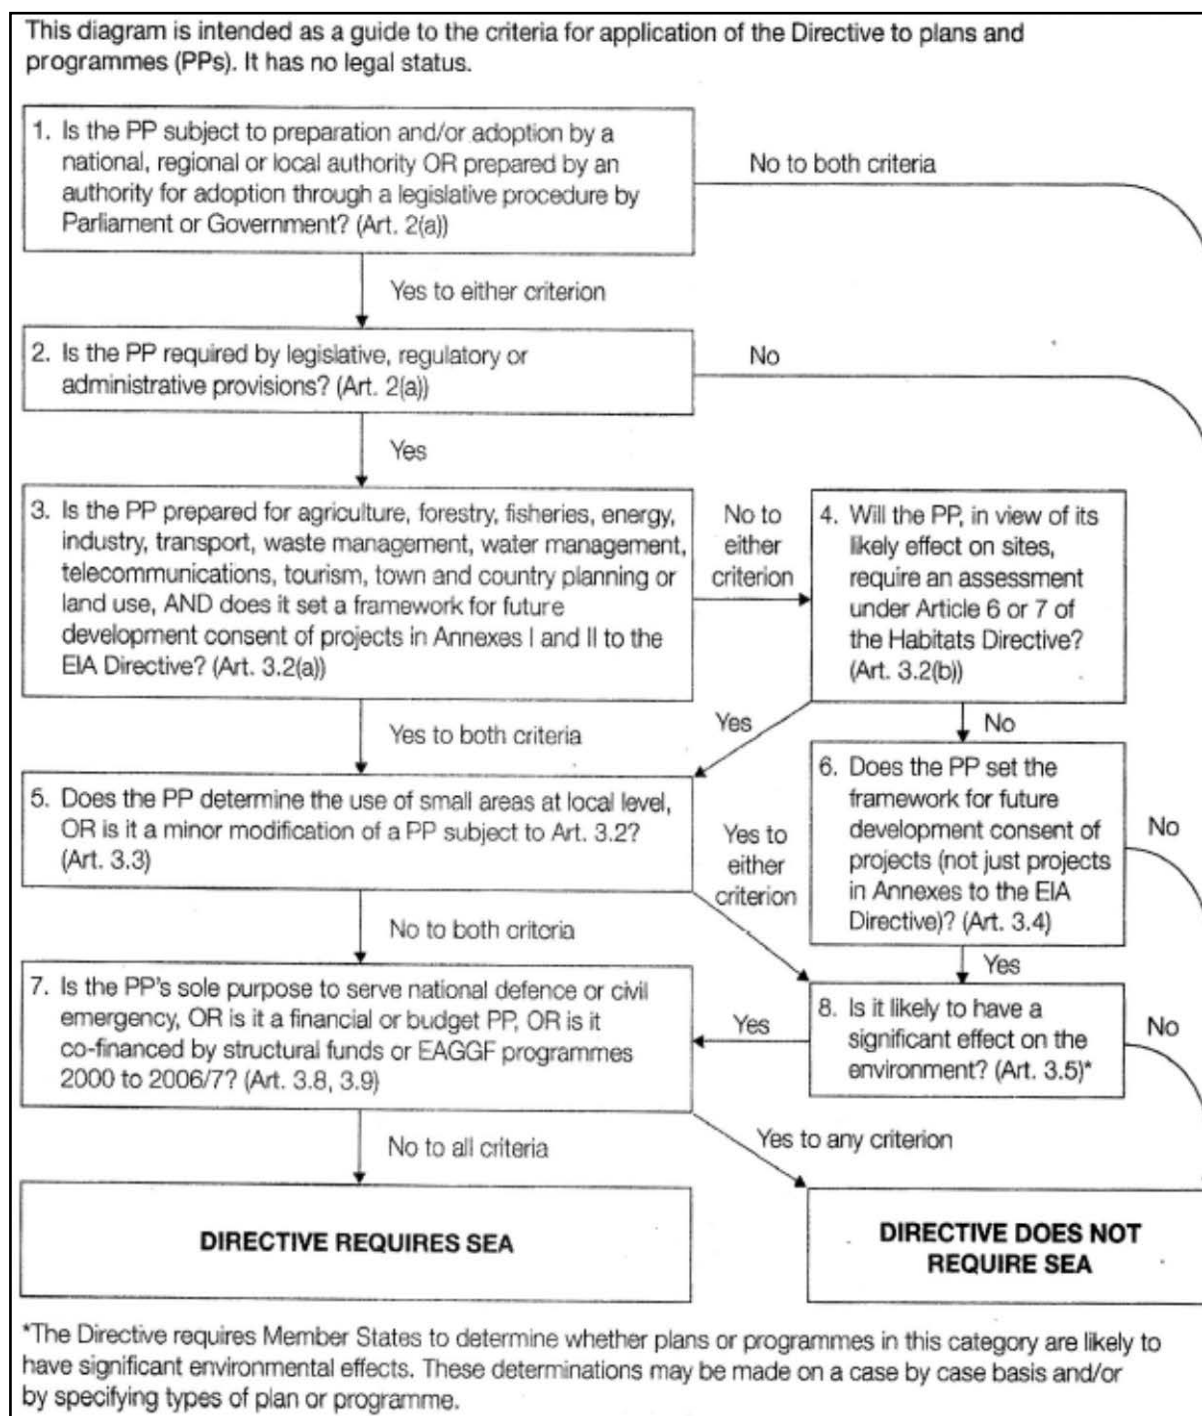 This diagram is intended as a guide to the criteria for application of the Directive to plans and
programmes (PPs). It has no legal status.
1. Is the PP subject to preparation and/or adoption by a
national, regional or local authority OR prepared by an
authority for adoption through a legislative procedure by
Parliament or Government? (Art. 2(a))
No to both criteria
Yes to either criterion
2. Is the PP required by legislative, regulatory or
administrative provisions? (Art. 2(a))
No
Yes
3. Is the PP prepared for agriculture, forestry, fisheries, energy,
industry, transport, waste management, water management,
telecommunications, tourism, town and country planning or
land use, AND does it set a framework for future
development consent of projects in Annexes I and II to the
EIA Directive? (Art. 3.2(a))
No to
either
criterion
4. Will the PP, in view of its
likely effect on sites,
require an assessment
under Article 6 or 7 of
the Habitats Directive?
(Art. 3.2(b))
Yes to both criteria
Yes
No
5. Does the PP determine the use of small areas at local level,
OR is it a minor modification of a PP subject to Art. 3.2?
(Art. 3.3)
Yes to
either
criterion
6. Does the PP set the
framework for future
development consent of
projects (not just projects
in Annexes to the EIA
Directive)? (Art. 3.4)
No
No to both criteria
Yes
7. Is the PP's sole purpose to serve national defence or civil
emergency, OR is it a financial or budget PP, OR is it
co-financed by structural funds or EAGGF programmes
2000 to 2006/7? (Art. 3.8, 3.9)
Yes
8. Is it likely to have a
significant effect on the
environment? (Art. 3.5)*
No
No to all criteria
Yes to any criterion
DIRECTIVE REQUIRES SEA
DIRECTIVE DOES NOT
REQUIRE SEA
*The Directive requires Member States to determine whether plans or programmes in this category are likely to
have significant environmental effects. These determinations may be made on a case by case basis and/or
by specifying types of plan or programme.